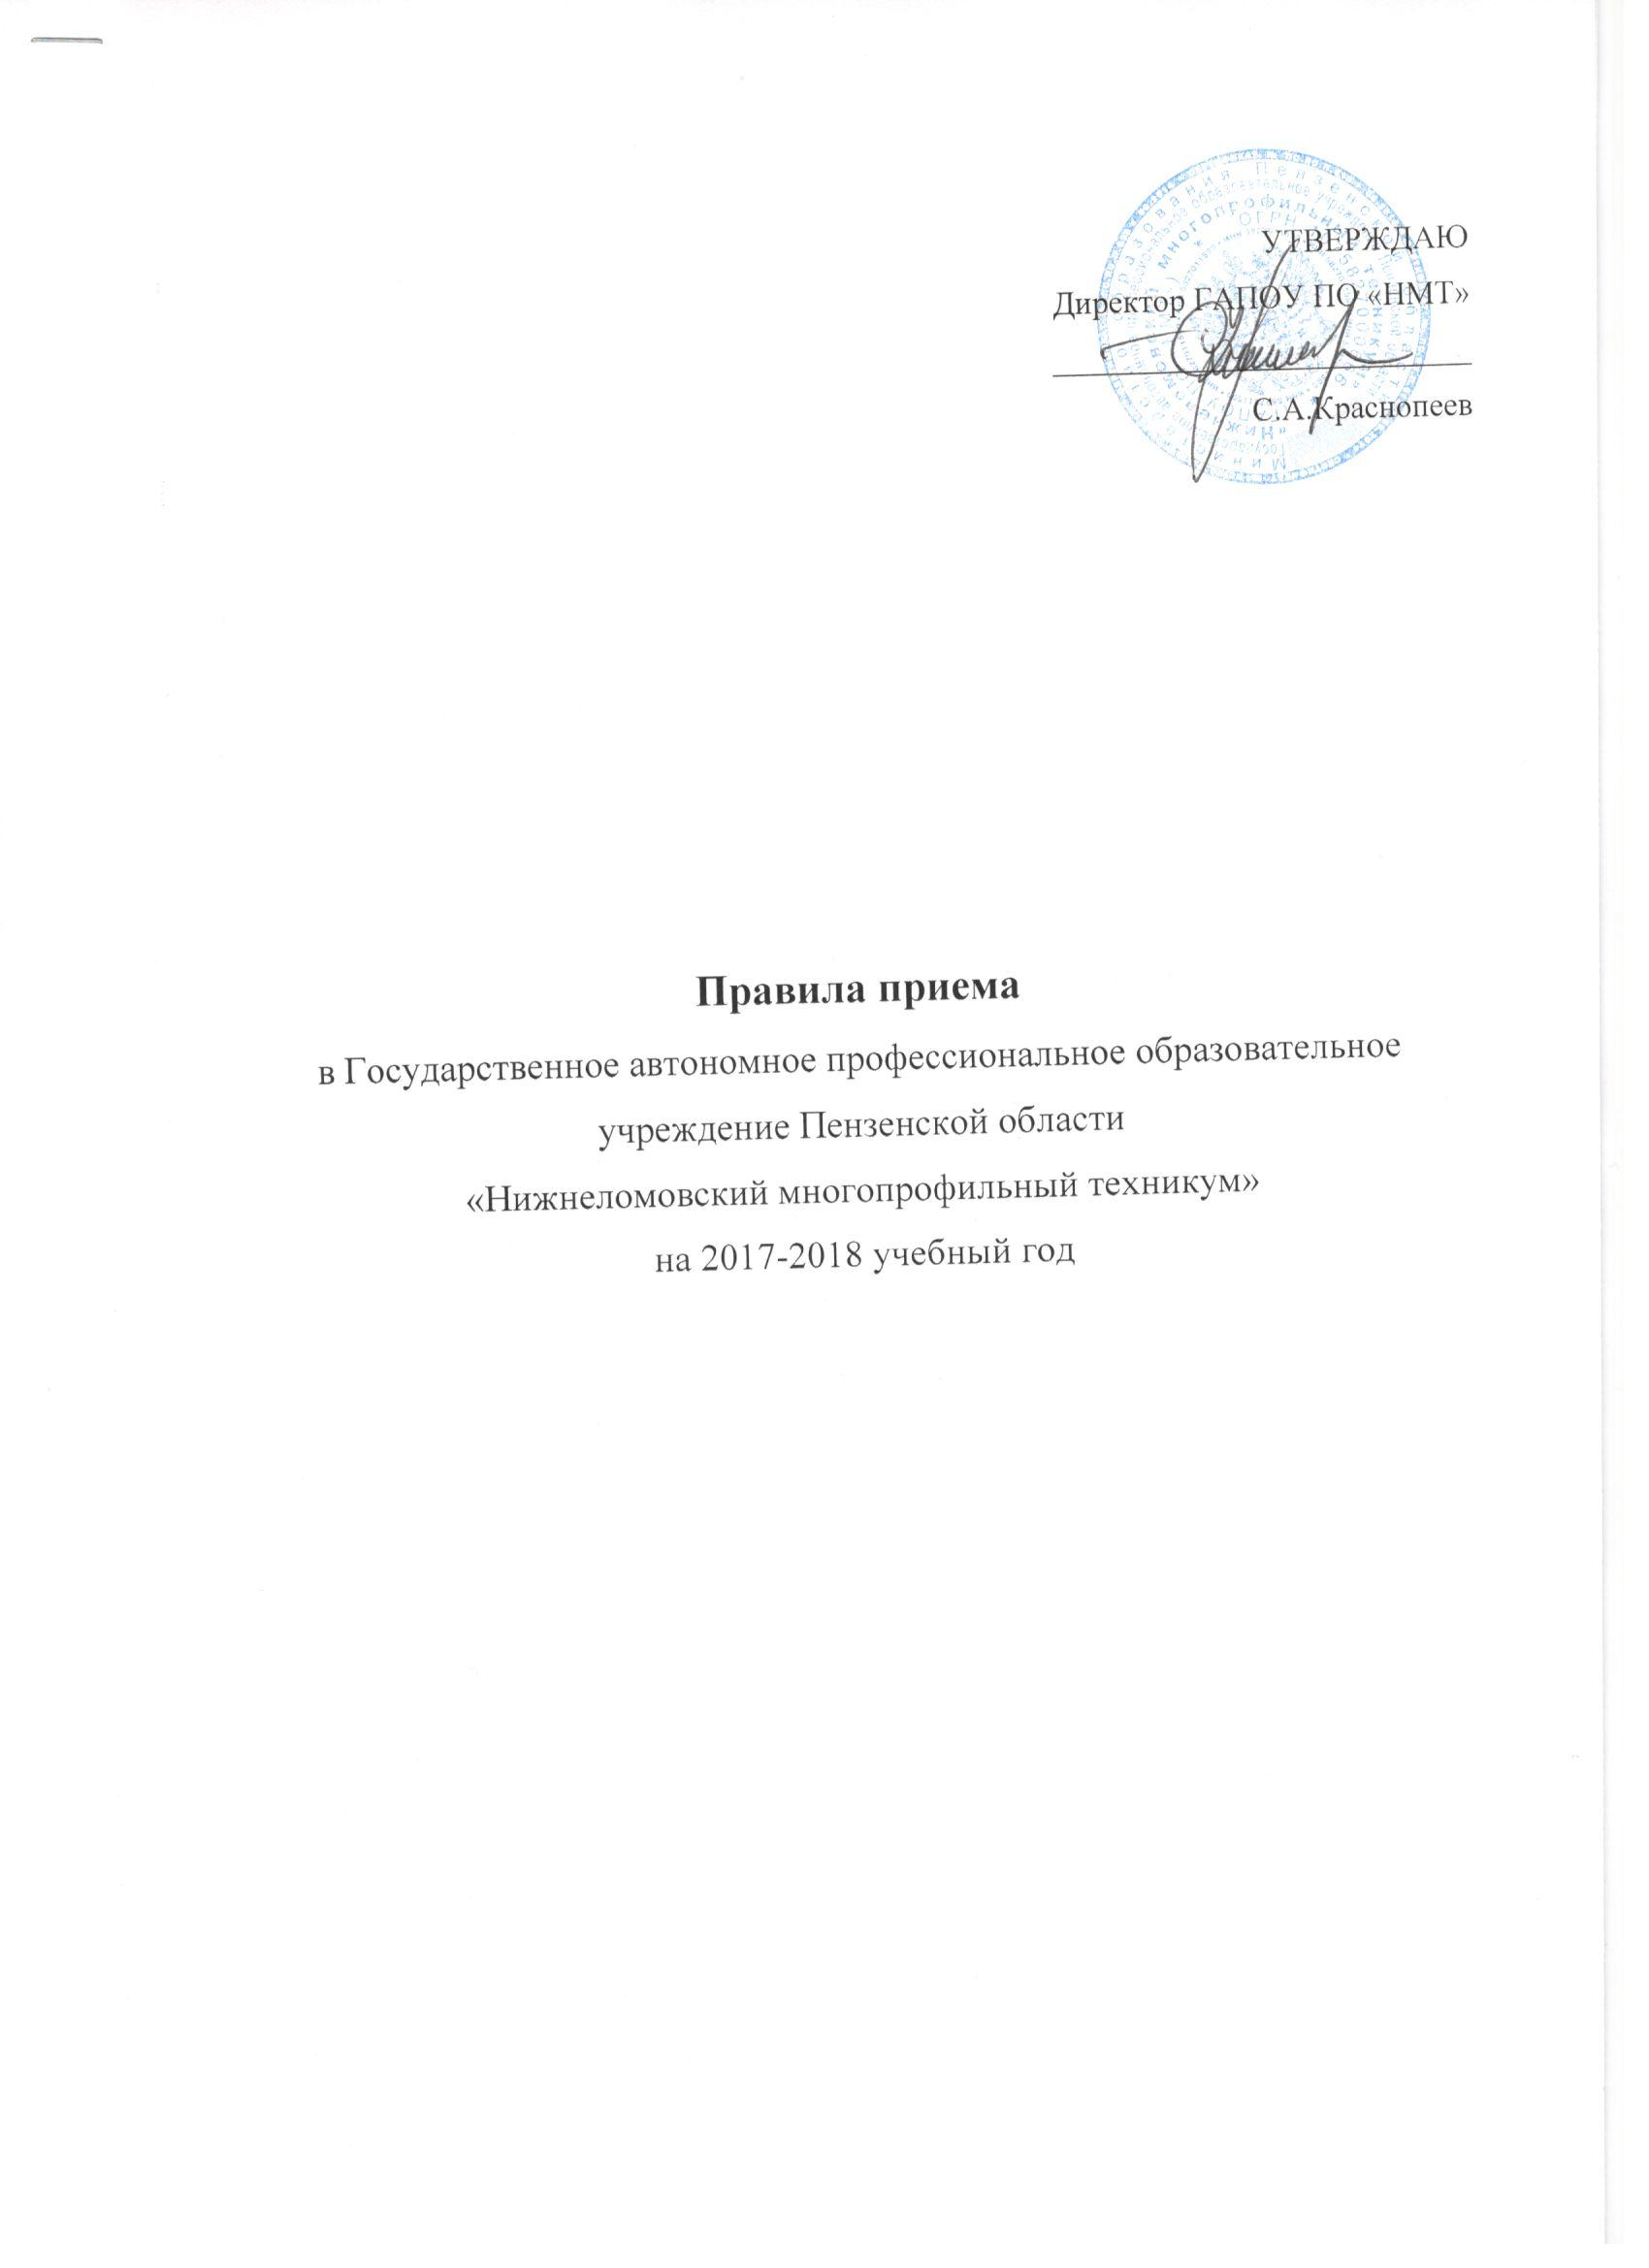 УТВЕРЖДАЮ
Директор ГАПОУ ПО «НМТ»
С.А.Краснопеев
Правила приема
в Государственное автономное профессиональное образовательное
учреждение Пензенской области
«Нижнеломовский многопрофильный техникум»
на 2017-2018 учебный год